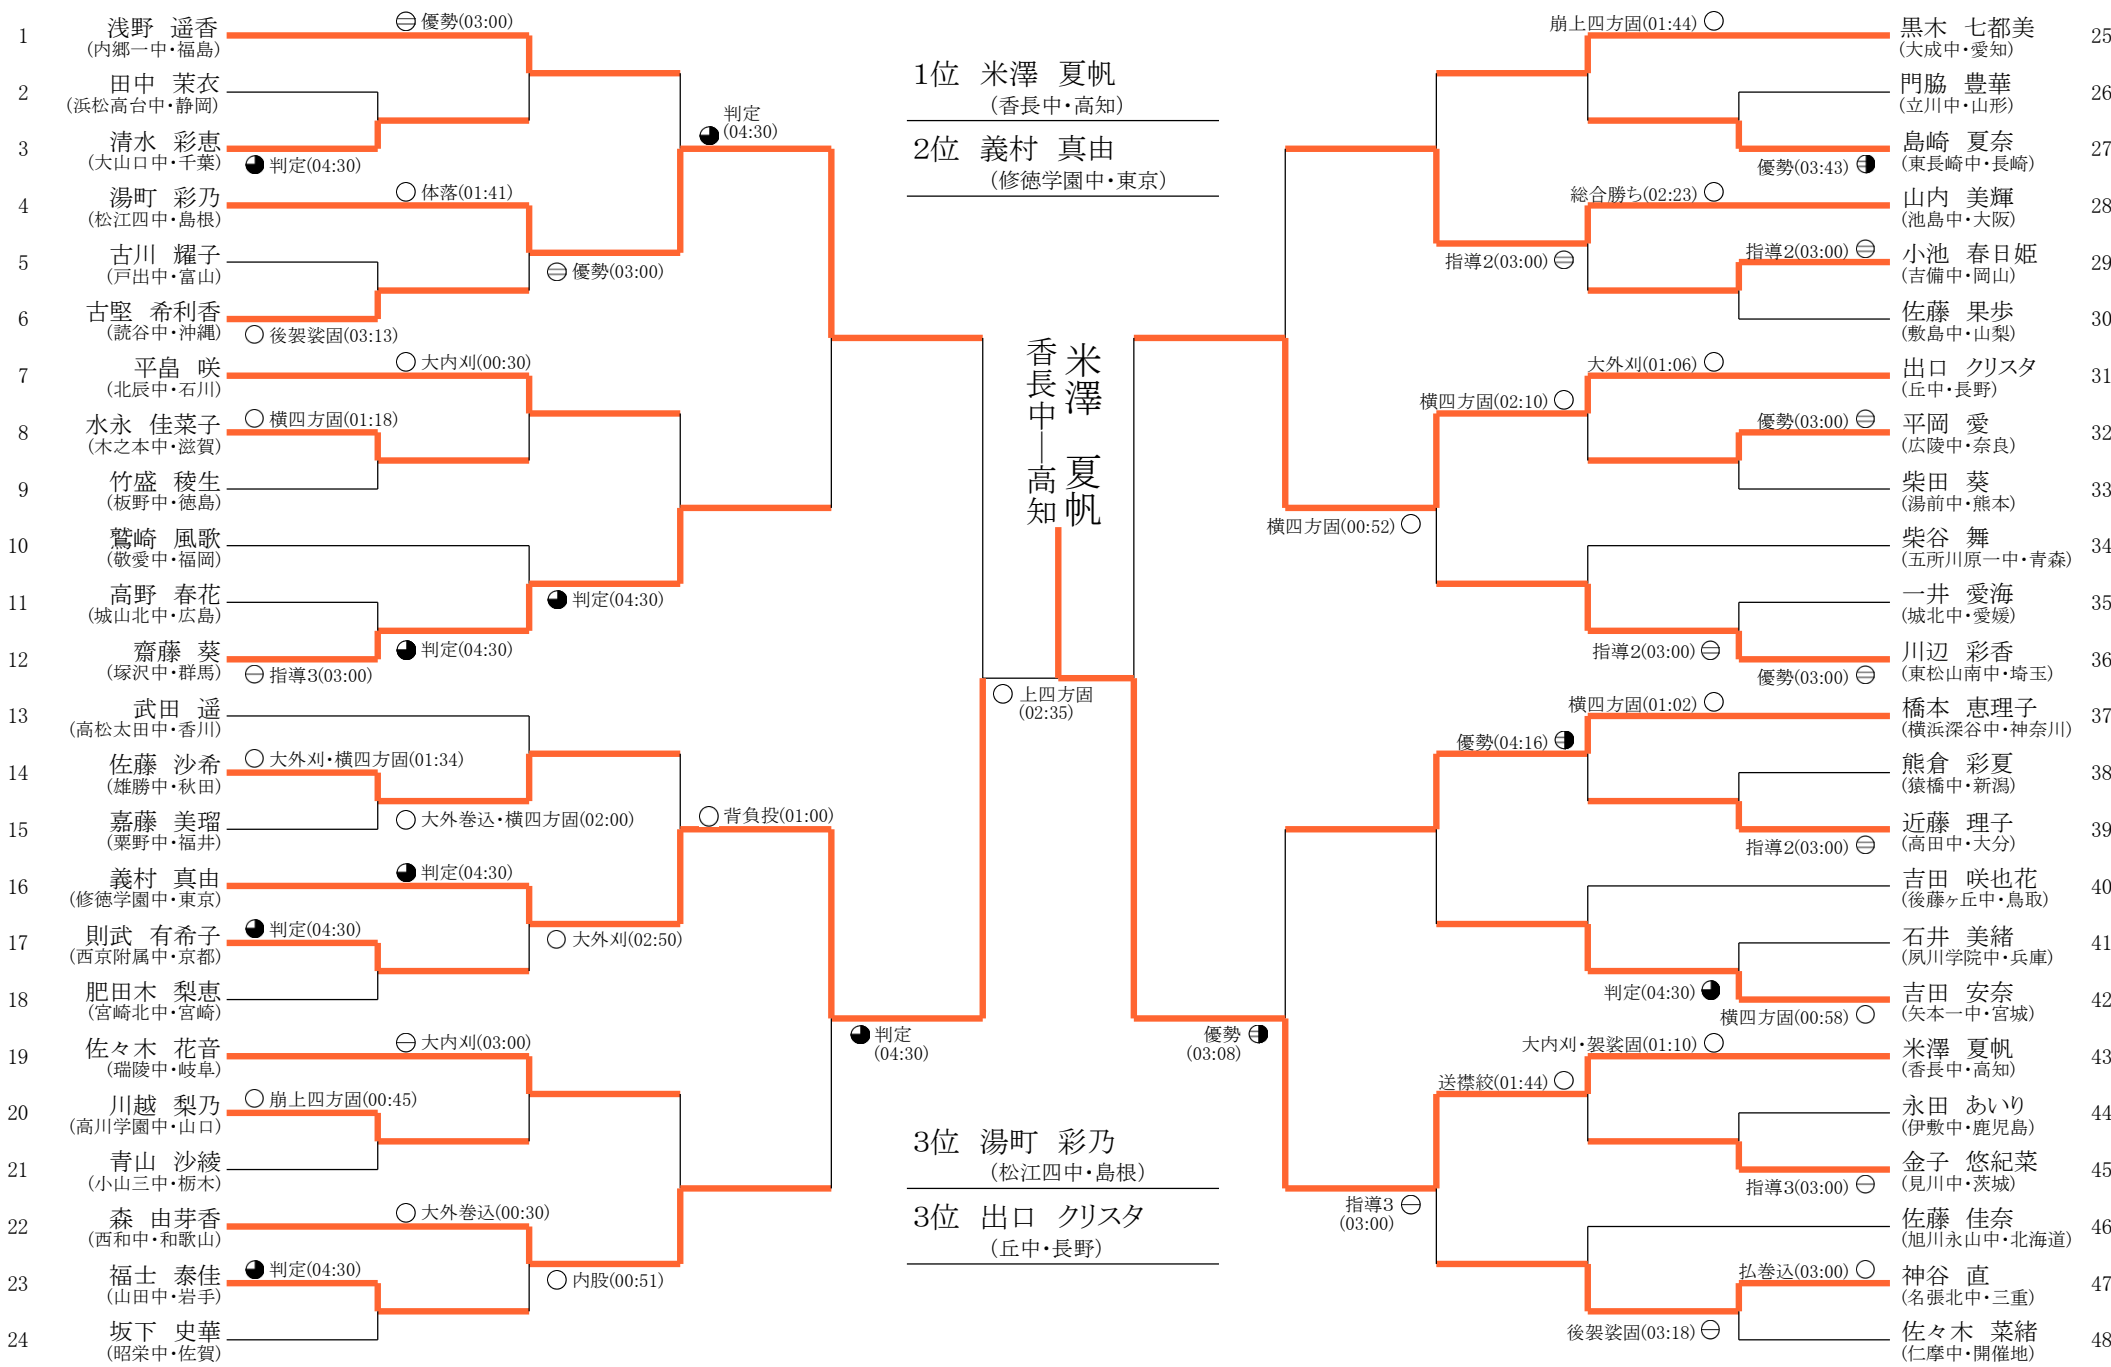 1 浅野 遥香
(内郷一中・福島)
優勢(03:00)
2 田中 茉衣
(浜松高台中・静岡)
3 清水 彩恵
(大山口中・千葉)
判定(04:30)
4 湯町 彩乃
(松江四中・島根)
体落(01:41)
5 古川 耀子
(戸出中・富山)
優勢(03:00)
6 古堅 希利香
(読谷中・沖縄)
後袈裟固(03:13)
7 平畠 咲
(北辰中・石川)
大内刈(00:30)
8 水永 佳菜子
(木之本中・滋賀)
横四方固(01:18)
9 竹盛 稜生
(板野中・徳島)
10 鷲崎 風歌
(敬愛中・福岡)
11 高野 春花
(城山北中・広島)
判定(04:30)
12 齋藤 葵
(塚沢中・群馬)
判定(04:30)
指導3(03:00)
13 武田 遥
(高松太田中・香川)
14 佐藤 沙希
(雄勝中・秋田)
大外刈・横四方固(01:34)
15 嘉藤 美瑠
(粟野中・福井)
大外巻込・横四方固(02:00)
16 義村 真由
(修徳学園中・東京)
判定(04:30)
17 則武 有希子
(西京附属中・京都)
判定(04:30)
大外刈(02:50)
18 肥田木 梨恵
(宮崎北中・宮崎)
19 佐々木 花音
(瑞陵中・岐阜)
大内刈(03:00)
20 川越 梨乃
(高川学園中・山口)
崩上四方固(00:45)
21 青山 沙綾
(小山三中・栃木)
22 森 由芽香
(西和中・和歌山)
大外巻込(00:30)
23 福士 泰佳
(山田中・岩手)
判定(04:30)
内股(00:51)
24 坂下 史華
(昭栄中・佐賀)
判定
(04:30)
背負投(01:00)
判定
(04:30)
1位 米澤 夏帆
(香長中・高知)
2位 義村 真由
(修徳学園中・東京)
米澤 夏帆
香長中―高知
上四方固
(02:35)
3位 湯町 彩乃
(松江四中・島根)
3位 出口 クリスタ
(丘中・長野)
優勢
(03:08)
横四方固(00:52)
指導3
(03:00)
崩上四方固(01:44)
黒木 七都美 25
(大成中・愛知)
門脇 豊華 26
(立川中・山形)
島崎 夏奈 27
(東長崎中・長崎)
優勢(03:43)
総合勝ち(02:23)
山内 美輝 28
(池島中・大阪)
指導2(03:00)
指導2(03:00)
小池 春日姫 29
(吉備中・岡山)
佐藤 果歩 30
(敷島中・山梨)
大外刈(01:06)
出口 クリスタ 31
(丘中・長野)
横四方固(02:10)
優勢(03:00)
平岡 愛 32
(広陵中・奈良)
柴田 葵 33
(湯前中・熊本)
柴谷 舞 34
(五所川原一中・青森)
一井 愛海 35
(城北中・愛媛)
指導2(03:00)
川辺 彩香 36
(東松山南中・埼玉)
優勢(03:00)
横四方固(01:02)
橋本 恵理子 37
(横浜深谷中・神奈川)
優勢(04:16)
熊倉 彩夏 38
(猿橋中・新潟)
近藤 理子 39
(高田中・大分)
指導2(03:00)
吉田 咲也花 40
(後藤ヶ丘中・鳥取)
石井 美緒 41
(夙川学院中・兵庫)
判定(04:30)
吉田 安奈 42
(矢本一中・宮城)
横四方固(00:58)
大内刈・袈裟固(01:10)
米澤 夏帆 43
(香長中・高知)
送襟絞(01:44)
永田 あいり 44
(伊敷中・鹿児島)
金子 悠紀菜 45
(見川中・茨城)
指導3(03:00)
佐藤 佳奈 46
(旭川永山中・北海道)
払巻込(03:00)
神谷 直 47
(名張北中・三重)
後袈裟固(03:18)
佐々木 菜緒 48
(仁摩中・開催地)